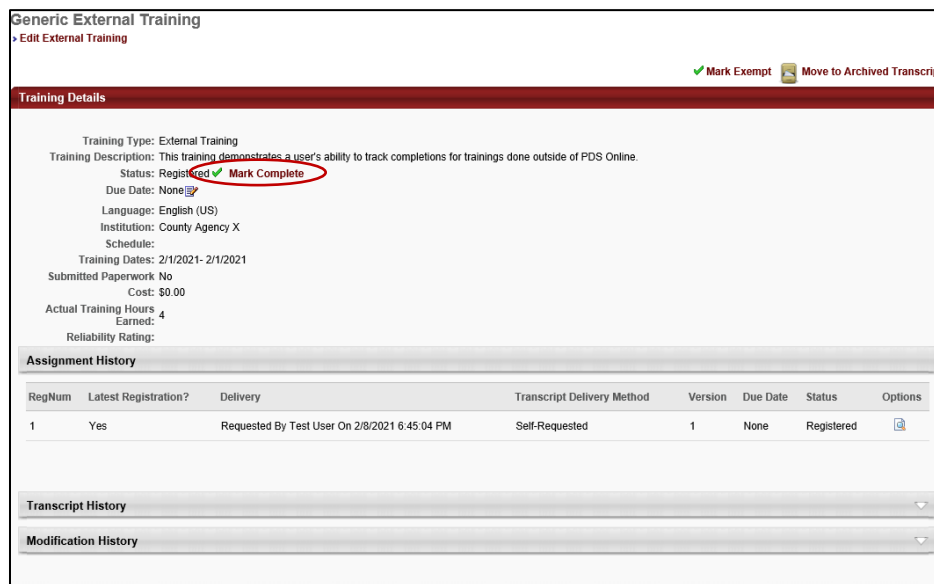 Generic External Training
Edit External Training
Mark Exempt Move to Archived Transcrip
Training Details
Training Type: External Training
Training Description: This training demonstrates a user's ability to track completions for trainings done outside of PDS Online.
Status: Registered Mark Complete
Due Date: None
Language: English (US)
Institution: County Agency X
Schedule:
Training Dates: 2/1/2021- 2/1/2021
Submitted Paperwork No
Cost: $0.00
Actual Training Hours Earned: 4
Reliability Rating:
Assignment History
RegNum Latest Registration? Delivery Transcript Delivery Method Version Due Date Status Options
1 Yes Requested By Test User On 2/8/2021 6:45:04 PM Self-Requested 1 None Registered
Transcript History
Modification History